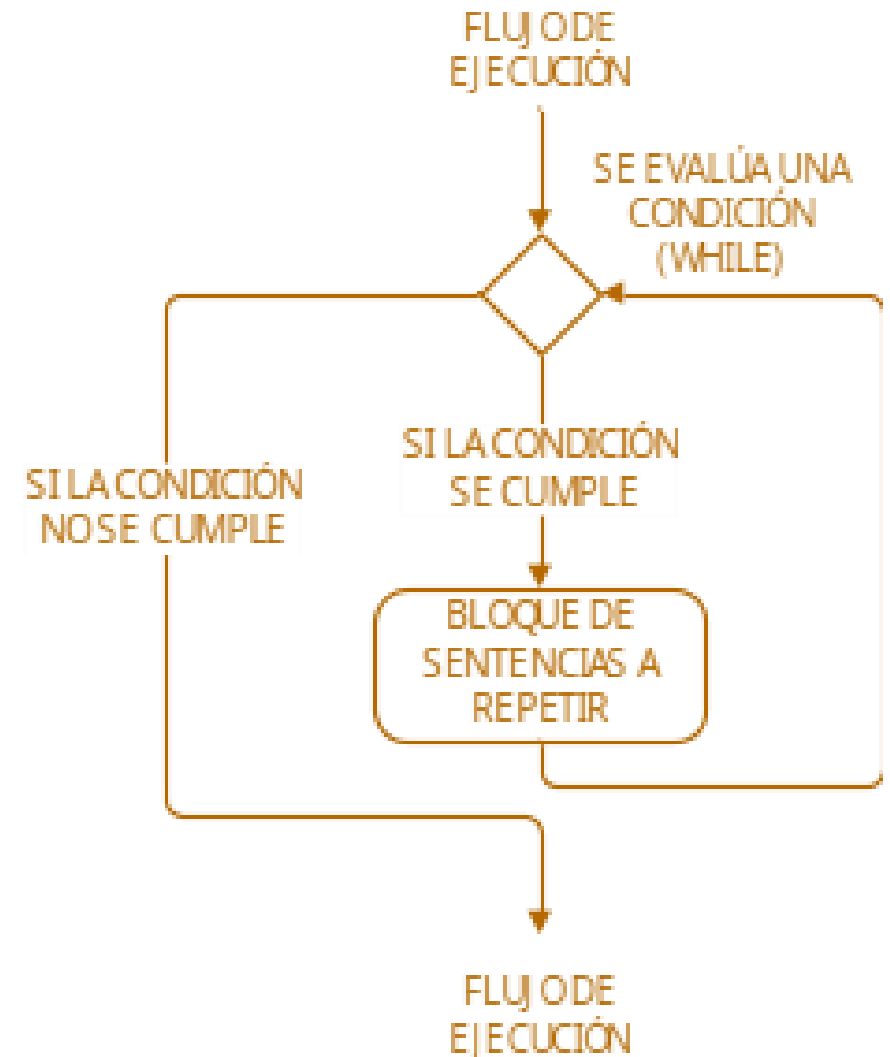 FLUJO DE
EJECUCIÓN
SE EVALÚA UNA
CONDICIÓN
(WHILE)
SI LA CONDICIÓN
SE CUMPLE
SI LA CONDICIÓN
NO SE CUMPLE
BLOQUE DE
SENTENCIAS A
REPETIR
FLUJO DE
EJECUCIÓN